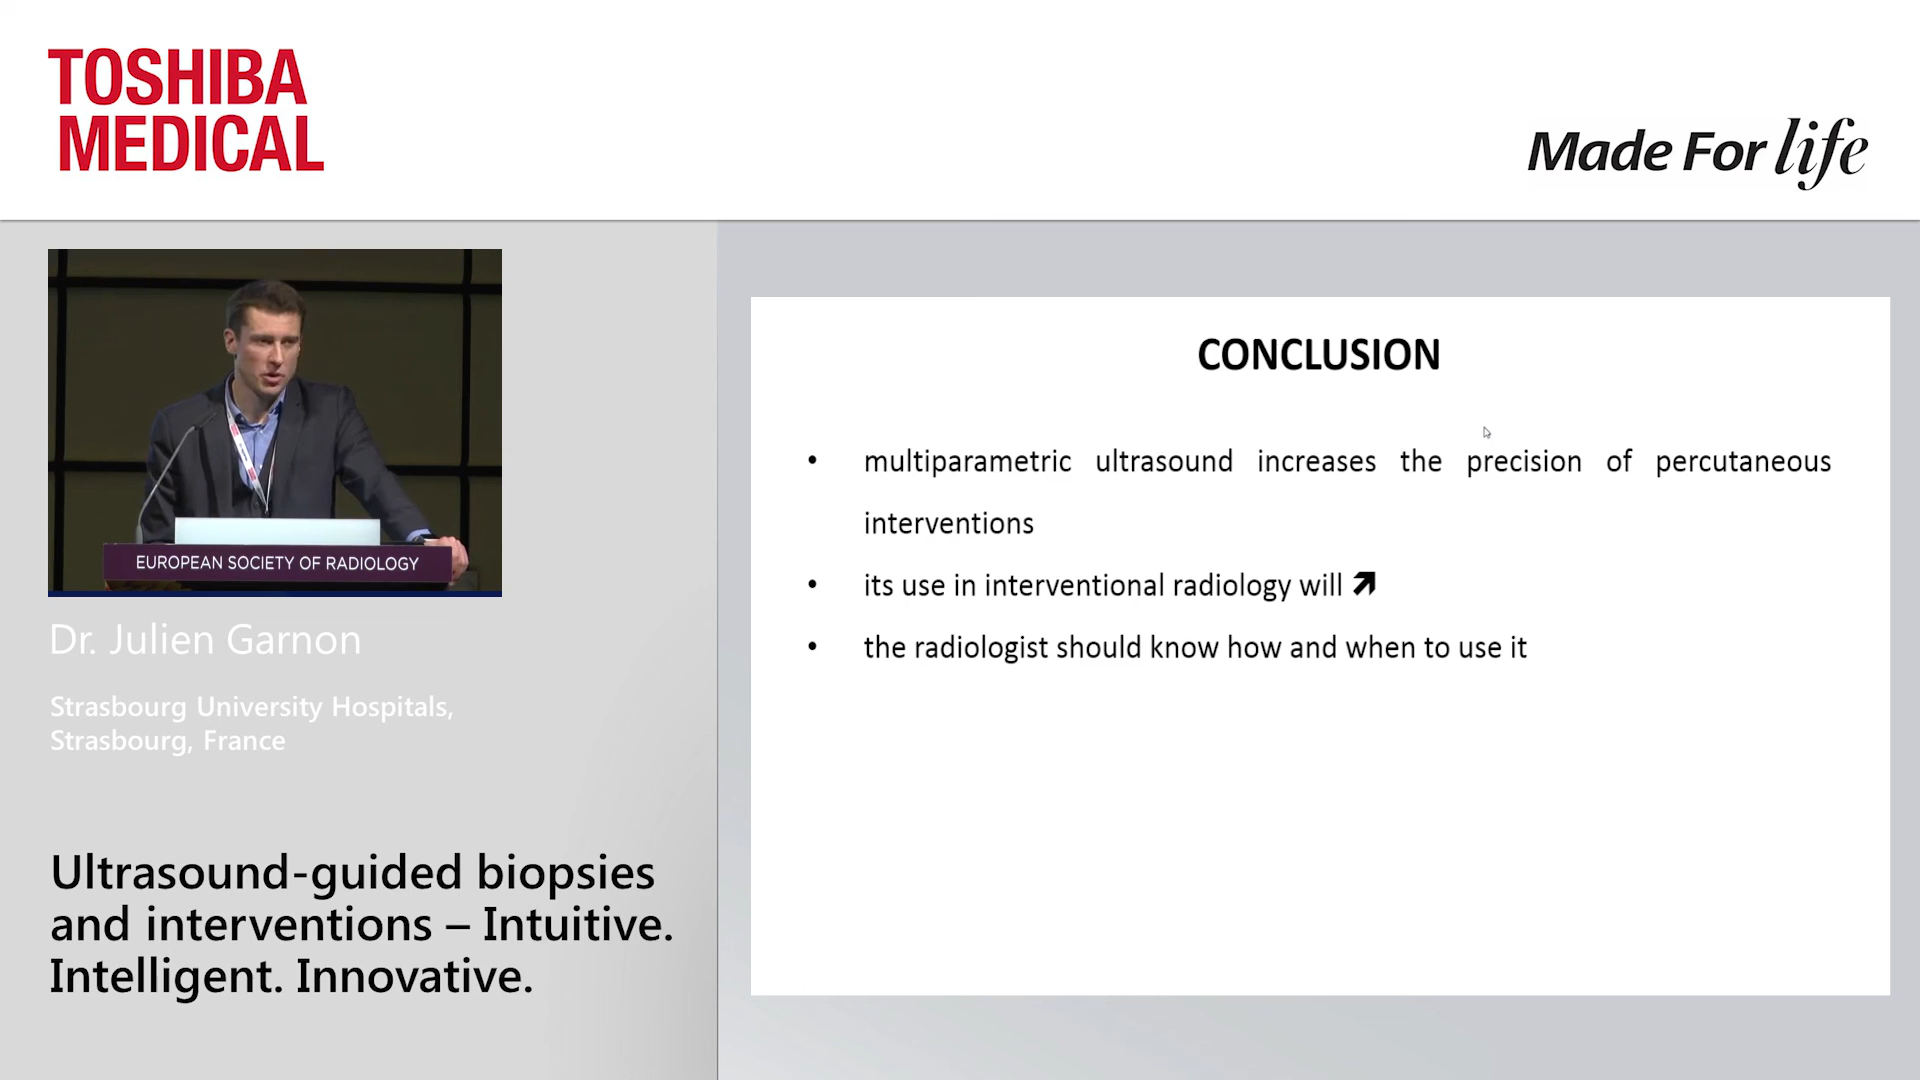 TOSHIBA
MEDICAL
Made For life
EUROPEAN SOCIETY OF RADIOLOGY
Dr. Julien Garnon
Strasbourg University Hospitals,
Strasbourg, France
Ultrasound-guided biopsies
and interventions – Intuitive.
Intelligent. Innovative.
CONCLUSION
• multiparametric ultrasound increases the precision of percutaneous
interventions
• its use in interventional radiology will ↗
• the radiologist should know how and when to use it